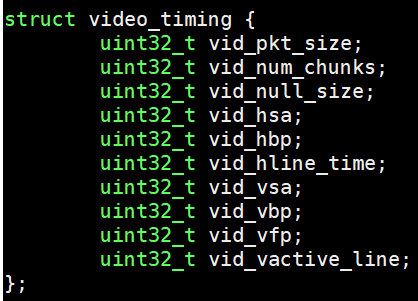 struct video_timing {
        uint32_t vid_pkt_size;
        uint32_t vid_num_chunks;
        uint32_t vid_null_size;
        uint32_t vid_hsa;
        uint32_t vid_hbp;
        uint32_t vid_hline_time;
        uint32_t vid_vsa;
        uint32_t vid_vbp;
        uint32_t vid_vfp;
        uint32_t vid_vactive_line;
};